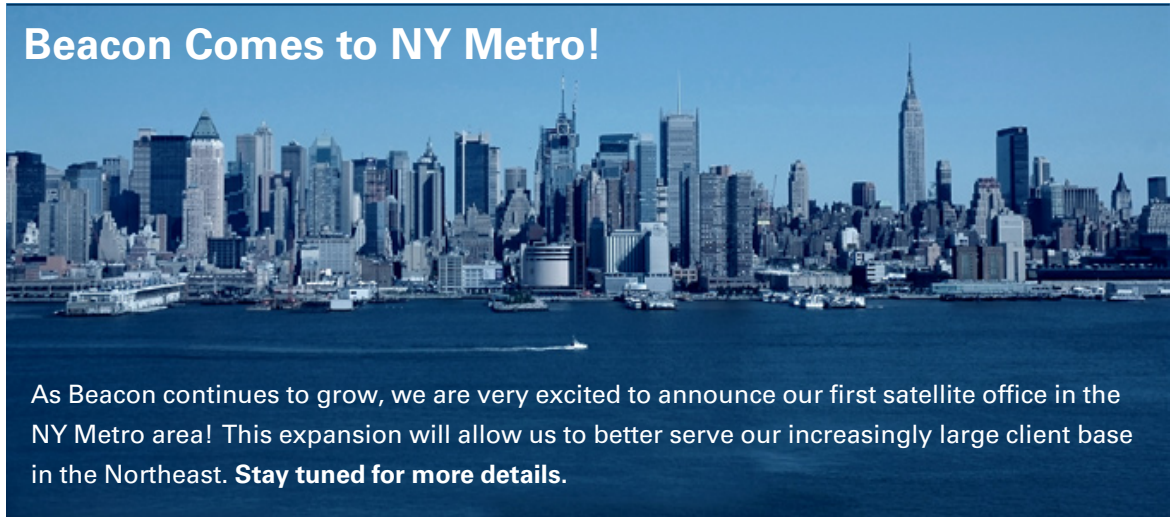 Beacon Comes to NY Metro!
As Beacon continues to grow, we are very excited to announce our first satellite office in the
NY Metro area! This expansion will allow us to better serve our increasingly large client base
in the Northeast. Stay tuned for more details.